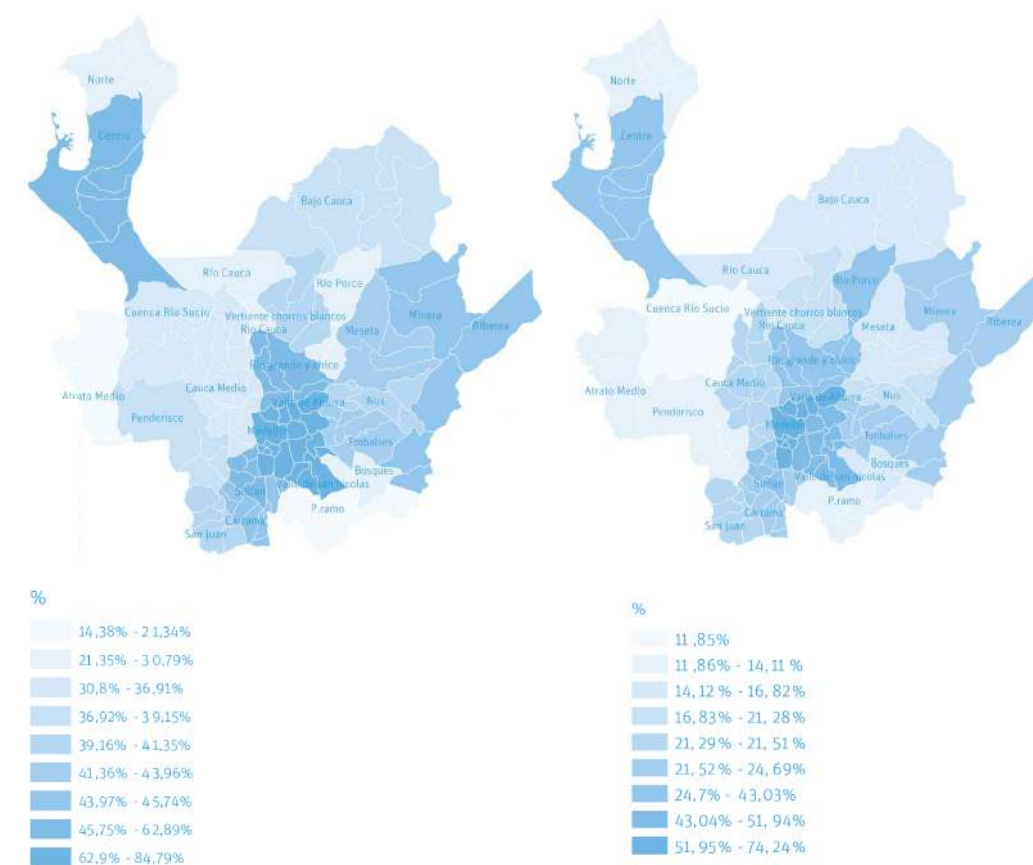 Norte
Centro
Bajo Cauca
Río Cauca
Río Porce
Cuenca Río Sucio
Vertiente chorros blancos
Río Cauca
Meseta
Minera
Ribereña
Río grande y chico
Atrato Medio
Cauca Medio
Penderisco
Valle de Aburra
Nus
Medellín
Embalses
Bosques
Valle de san nicolas
Sinifan
P.ramo
Cartama
San Juan
%
14,38% - 21,34%
21,35% - 30,79%
30,8% - 36,91%
36,92% - 39,15%
39,16% - 41,35%
41,36% - 43,96%
43,97% - 45,74%
45,75% - 62,89%
62,9% - 84,79%
Norte
Centro
Bajo Cauca
Río Cauca
Río Porce
Cuenca Río Sucio
Vertiente chorros blancos
Río Cauca
Meseta
Minera
Río grande y chico
Atrato Medio
Cauca Medio
Penderisco
Valle de Aburra
Nus
Medellín
Embalses
Bosques
Valle de san nicolas
P.ramo
Cartama
San Juan
%
11,85%
11,86% - 14,11 %
14,12 % - 16, 82%
16,83% - 21, 28%
21,29% - 21, 51 %
21, 52 % - 24, 69%
24,7% - 43,03%
43,04% - 51, 94%
51, 95% - 74, 24%